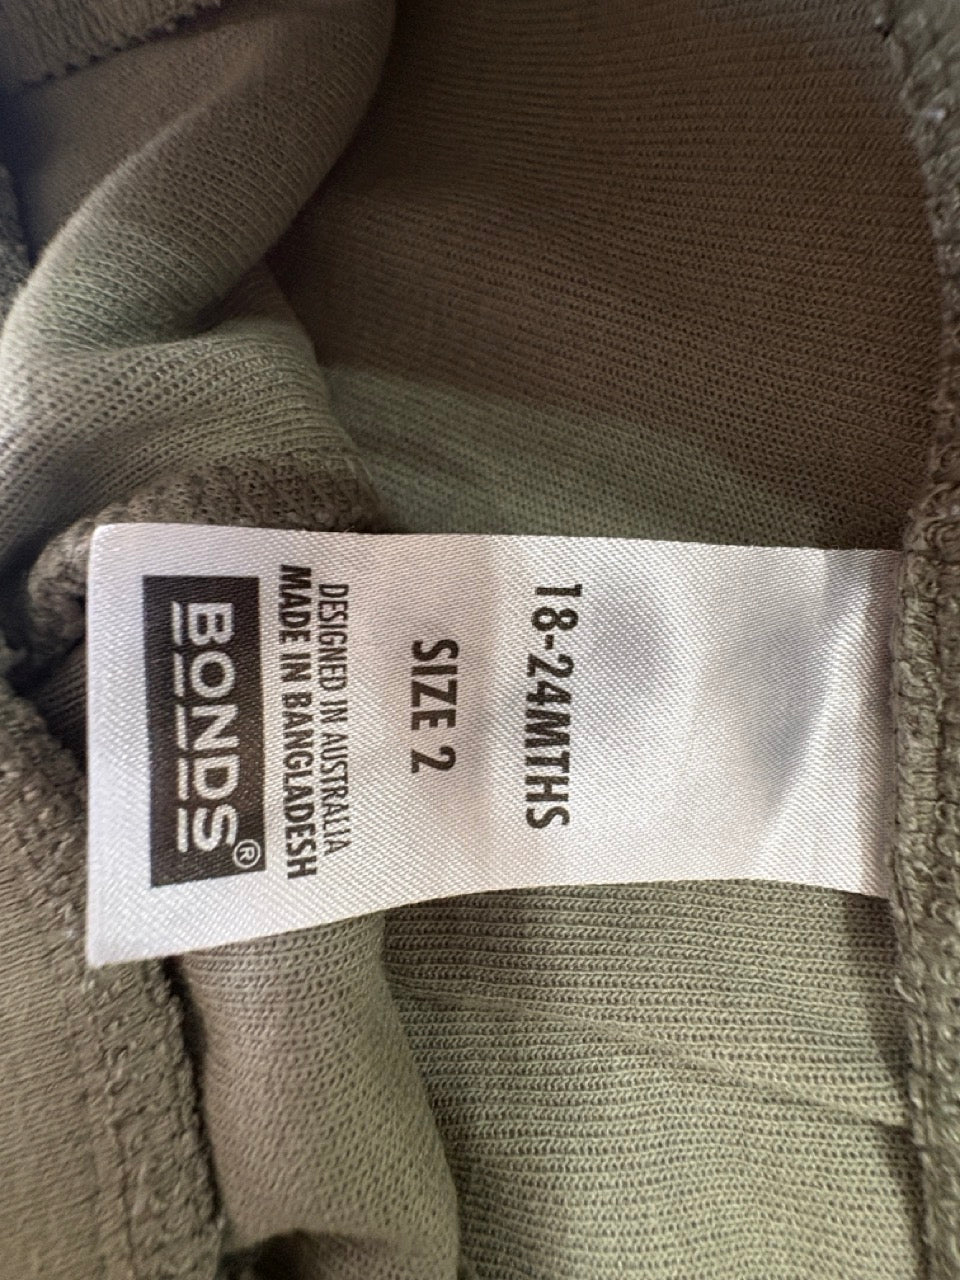 18-24MTHS
SIZE 2
DESIGNED IN AUSTRALIA
MADE IN BANGLADESH
BONDS®